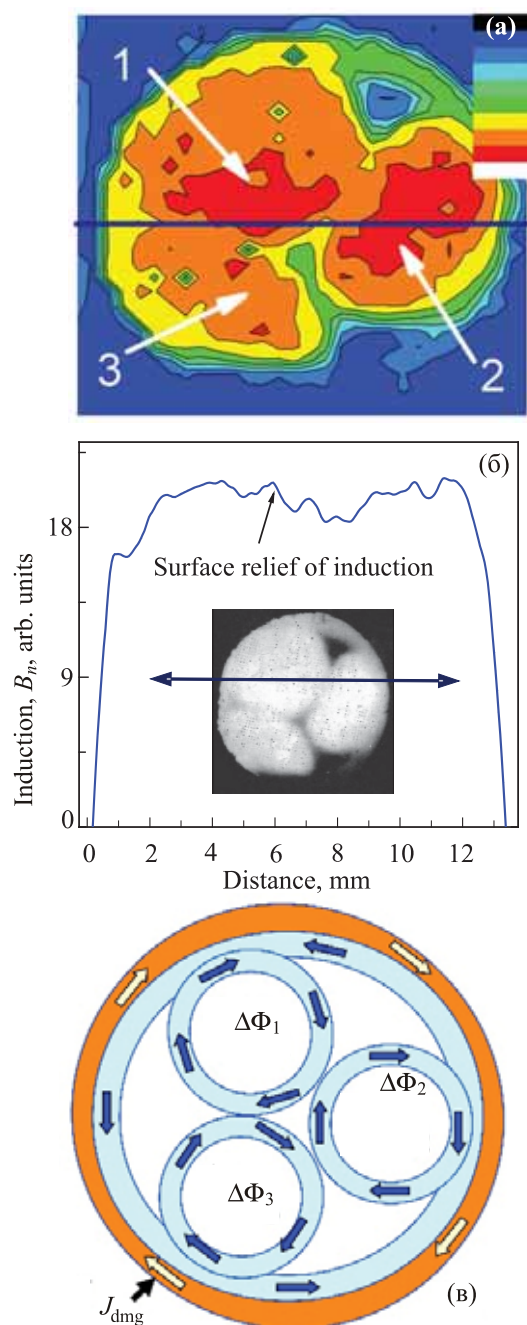 (а)
1
2
3
(б)
18
9
0
Induction, Bₙ, arb. units
Surface relief of induction
0 2 4 6 8 10 12
Distance, mm
ΔΦ₁
ΔΦ₂
ΔΦ₃
J_dmg
(в)